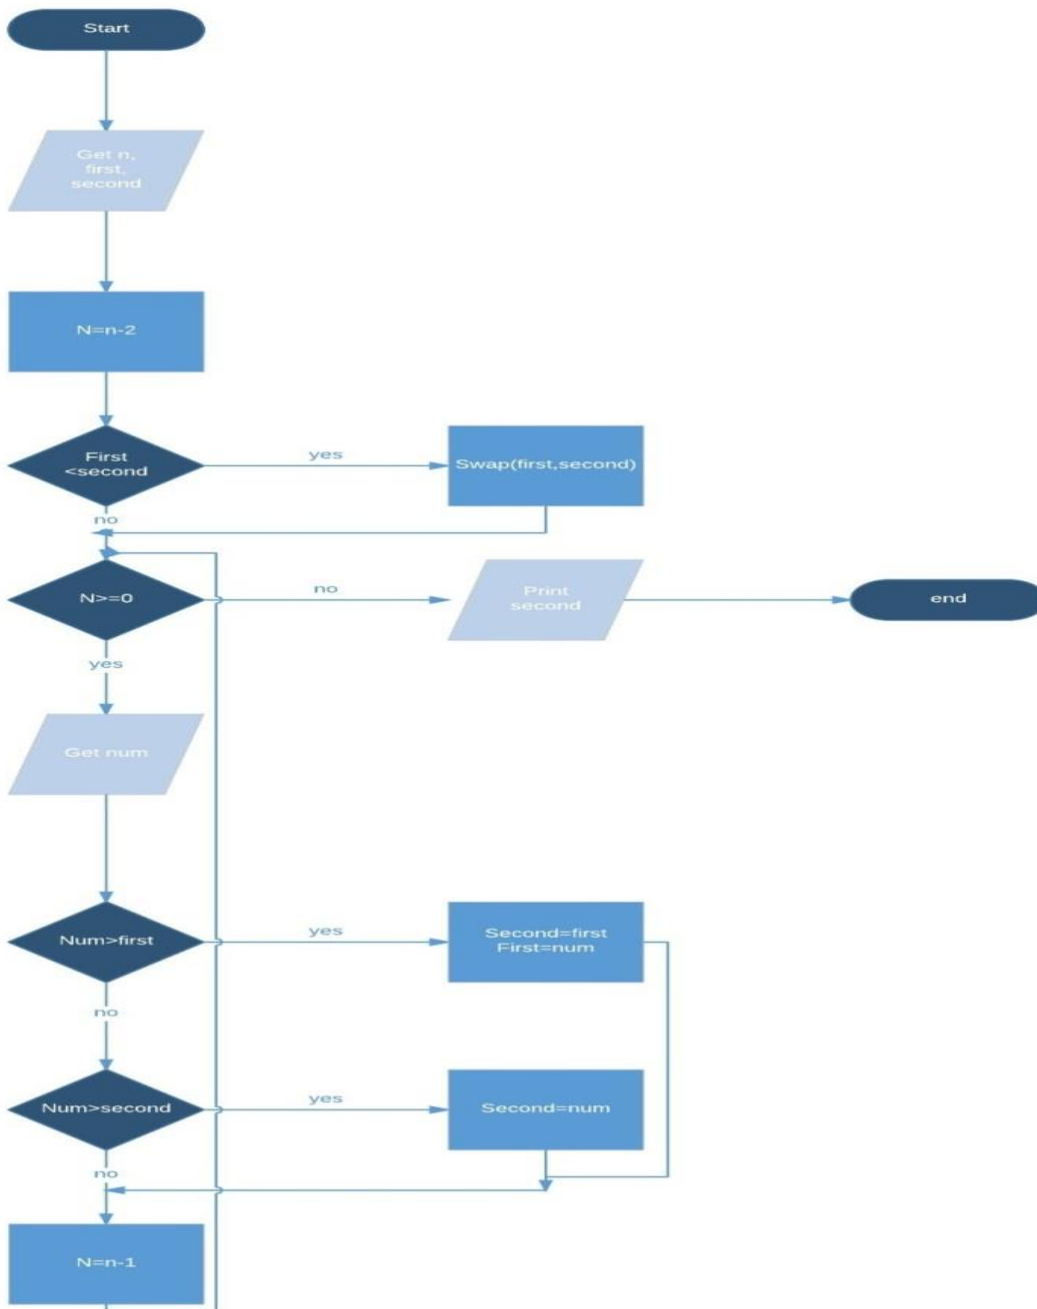 Start
Get n,
first,
second
N=n-2
First
<second
yes
Swap(first,second)
no
N>=0
no
Print
second
end
yes
Get num
Num>first
yes
Second=first
First=num
no
Num>second
yes
Second=num
no
N=n-1